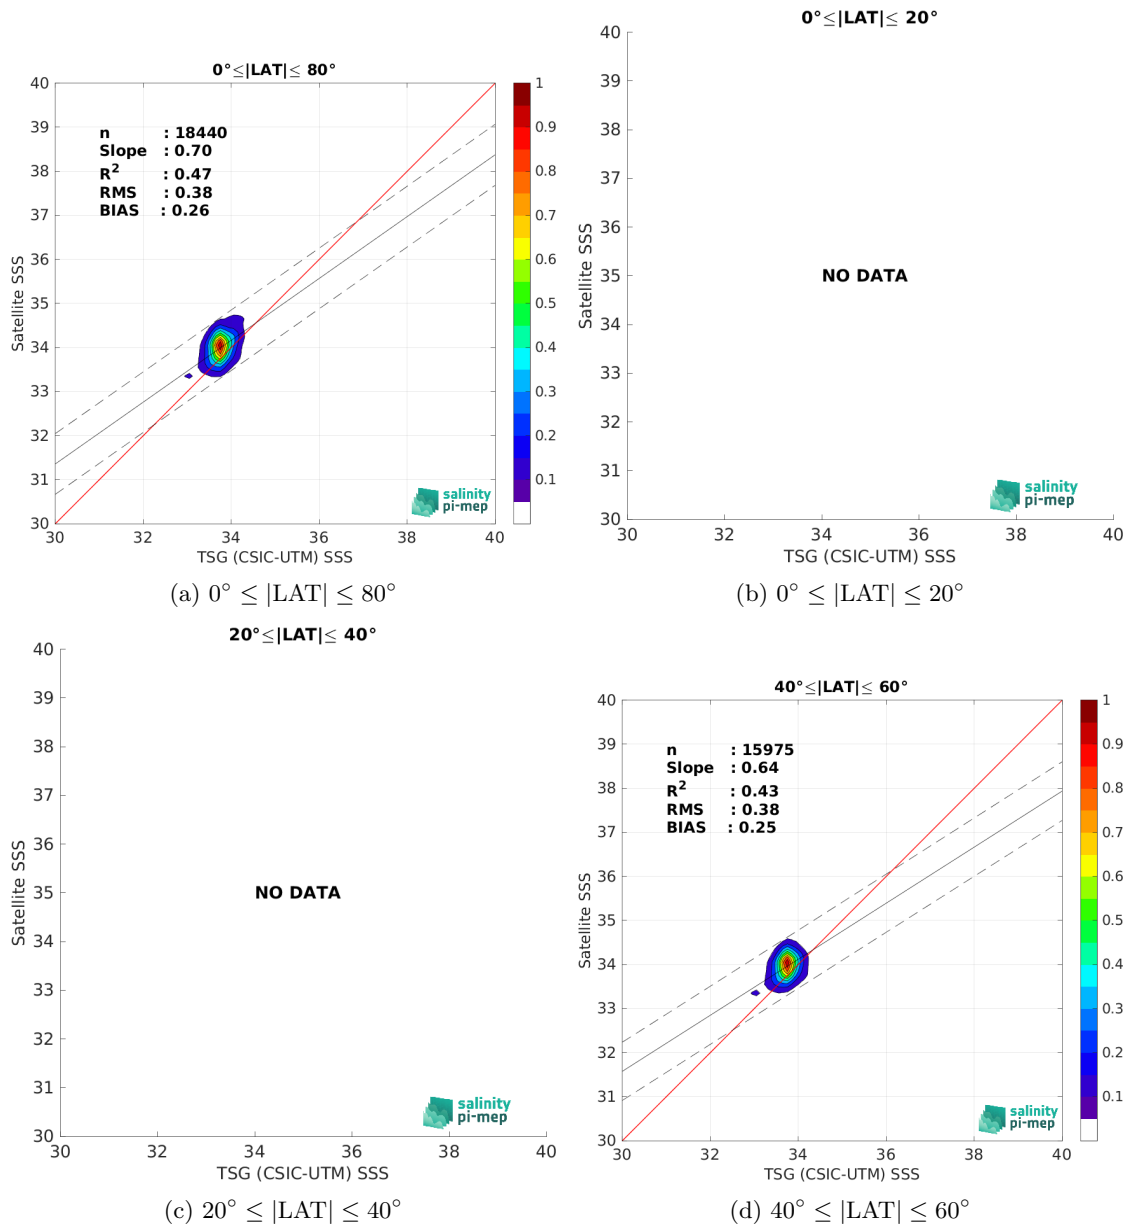 0°≤|LAT|≤ 80°
40
39
38
37
36
35
34
33
32
31
30
Satellite SSS
n : 18440
Slope : 0.70
R² : 0.47
RMS : 0.38
BIAS : 0.26
salinity
pi-mep
30 32 34 36 38 40
TSG (CSIC-UTM) SSS
1
0.9
0.8
0.7
0.6
0.5
0.4
0.3
0.2
0.1
(a) 0° ≤ |LAT| ≤ 80°
0°≤|LAT|≤ 20°
40
39
38
37
36
35
34
33
32
31
30
Satellite SSS
NO DATA
salinity
pi-mep
30 32 34 36 38 40
TSG (CSIC-UTM) SSS
(b) 0° ≤ |LAT| ≤ 20°
20°≤|LAT|≤ 40°
40
39
38
37
36
35
34
33
32
31
30
Satellite SSS
NO DATA
salinity
pi-mep
30 32 34 36 38 40
TSG (CSIC-UTM) SSS
(c) 20° ≤ |LAT| ≤ 40°
40°≤|LAT|≤ 60°
40
39
38
37
36
35
34
33
32
31
30
Satellite SSS
n : 15975
Slope : 0.64
R² : 0.43
RMS : 0.38
BIAS : 0.25
salinity
pi-mep
30 32 34 36 38 40
TSG (CSIC-UTM) SSS
1
0.9
0.8
0.7
0.6
0.5
0.4
0.3
0.2
0.1
(d) 40° ≤ |LAT| ≤ 60°